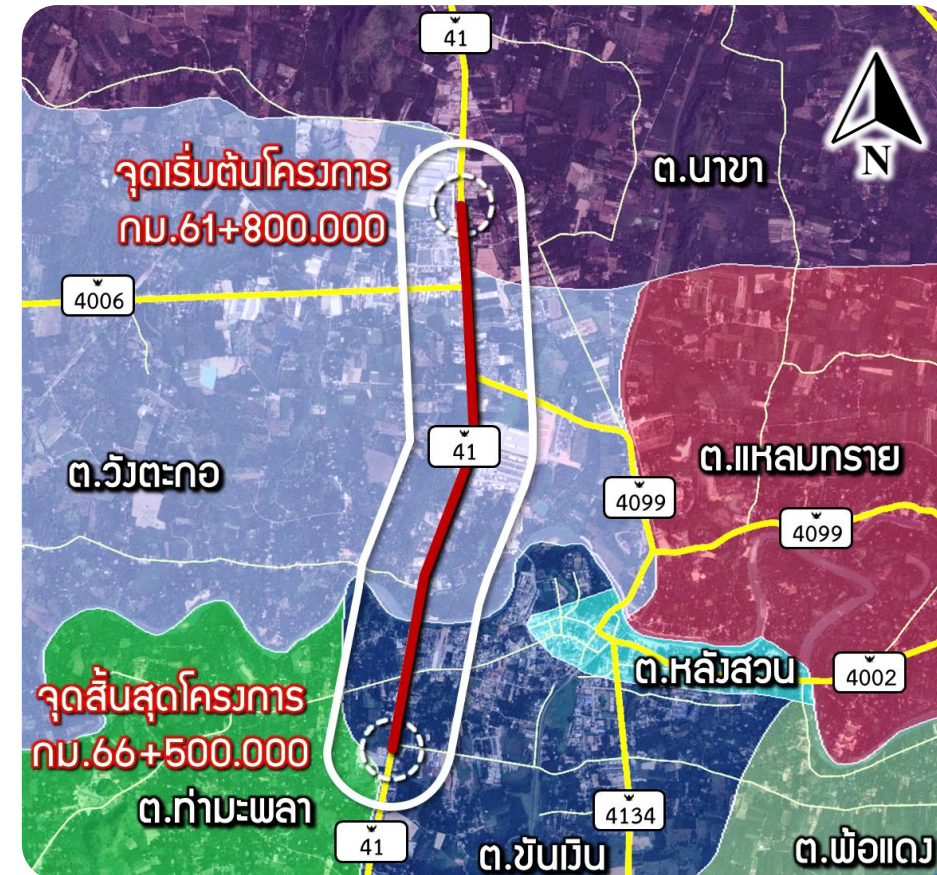 41
N
ต.นาขา
จุดเริ่มต้นโครงการ
กม.61+800.000
4006
41
ต.วังตะกอ
ต.แหลมทราย
4099
4099
ต.หลังสวน
4002
จุดสิ้นสุดโครงการ
กม.66+500.000
ต.ท่ามะพลา
41
4134
ต.ขันเงิน
ต.พ้อแดง